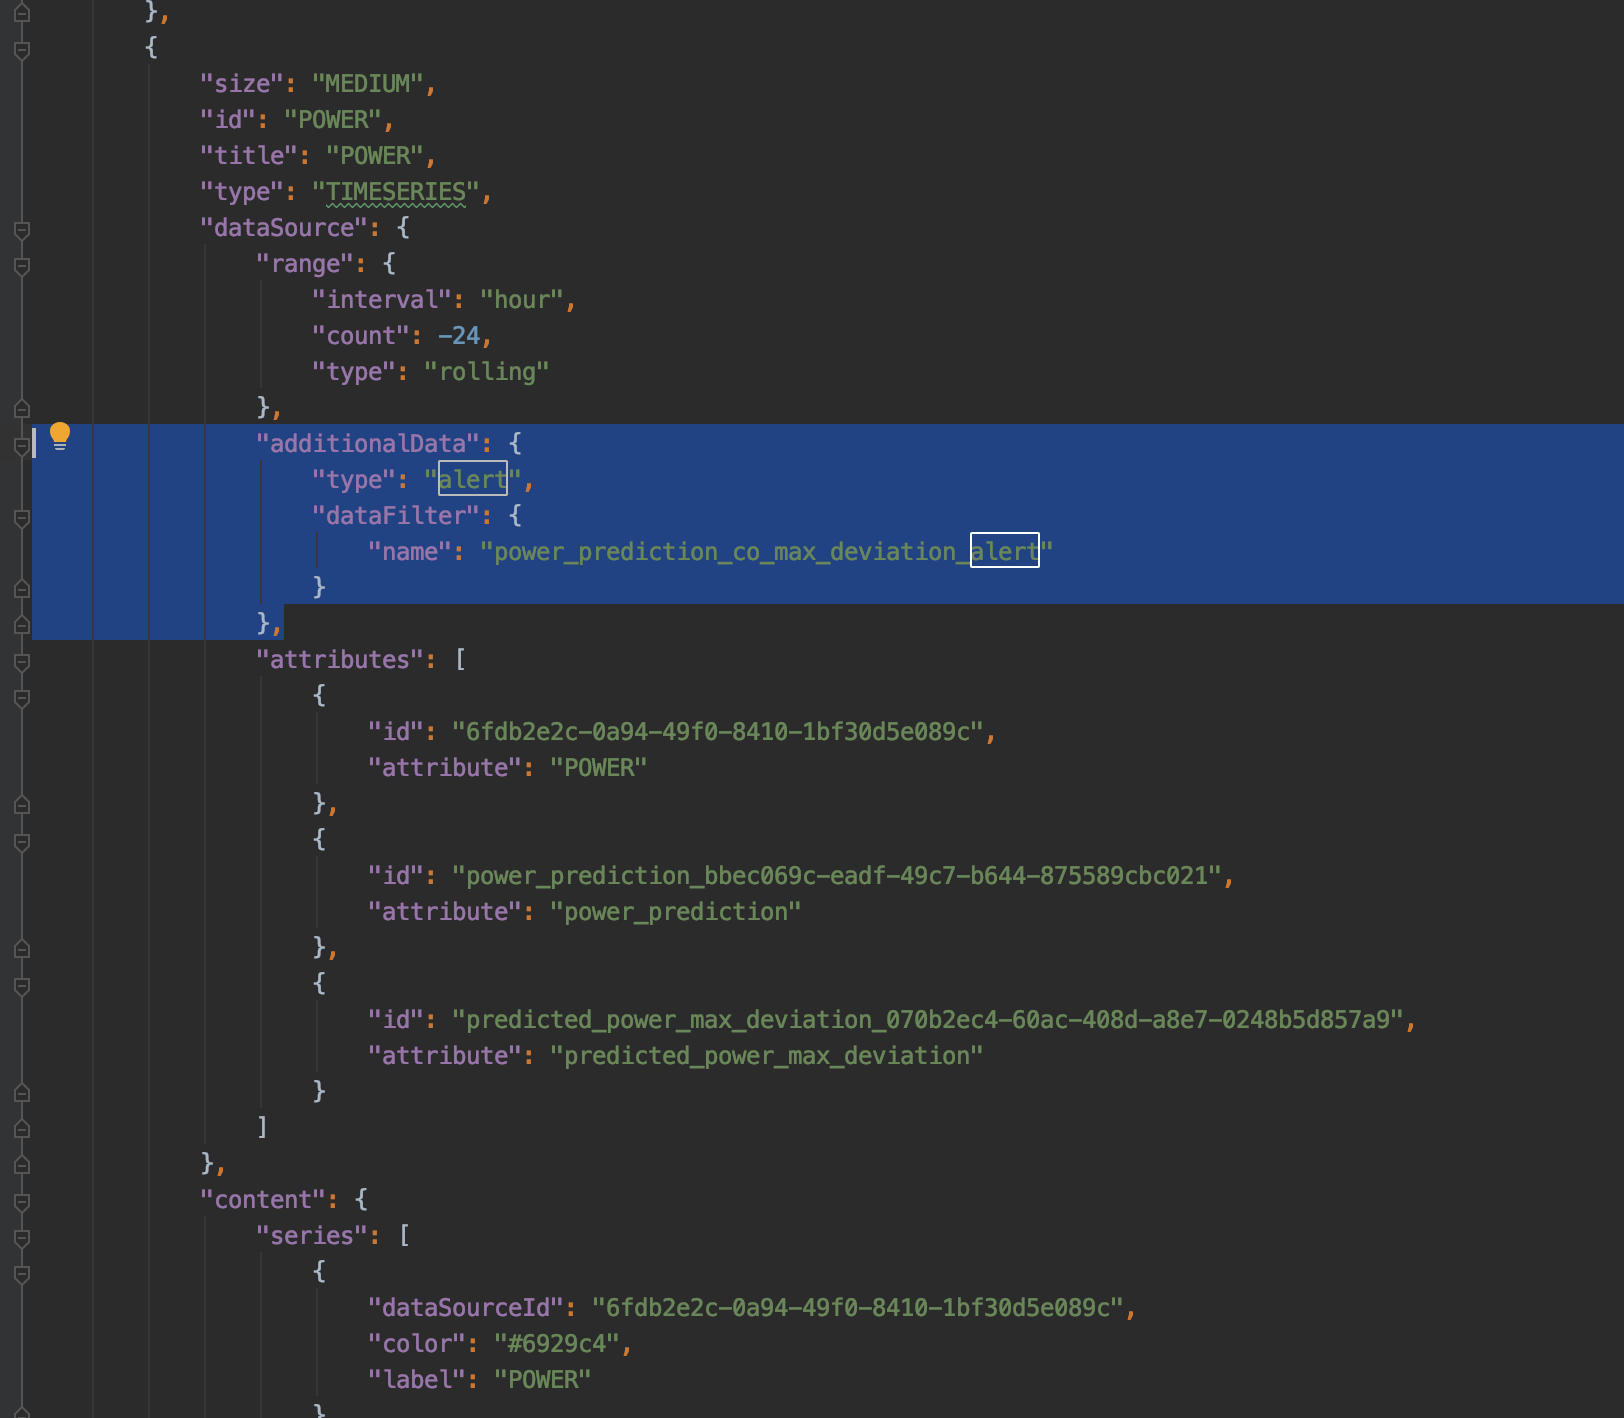 },
{
"size": "MEDIUM",
"id": "POWER",
"title": "POWER",
"type": "TIMESERIES",
"dataSource": {
"range": {
"interval": "hour",
"count": -24,
"type": "rolling"
},
"additionalData": {
"type": "alert",
"dataFilter": {
"name": "power_prediction_co_max_deviation_alert"
}
},
"attributes": [
{
"id": "6fdb2e2c-0a94-49f0-8410-1bf30d5e089c",
"attribute": "POWER"
},
{
"id": "power_prediction_bbec069c-eadf-49c7-b644-875589cbc021",
"attribute": "power_prediction"
},
{
"id": "predicted_power_max_deviation_070b2ec4-60ac-408d-a8e7-0248b5d857a9",
"attribute": "predicted_power_max_deviation"
}
]
},
"content": {
"series": [
{
"dataSourceId": "6fdb2e2c-0a94-49f0-8410-1bf30d5e089c",
"color": "#6929c4",
"label": "POWER"
}